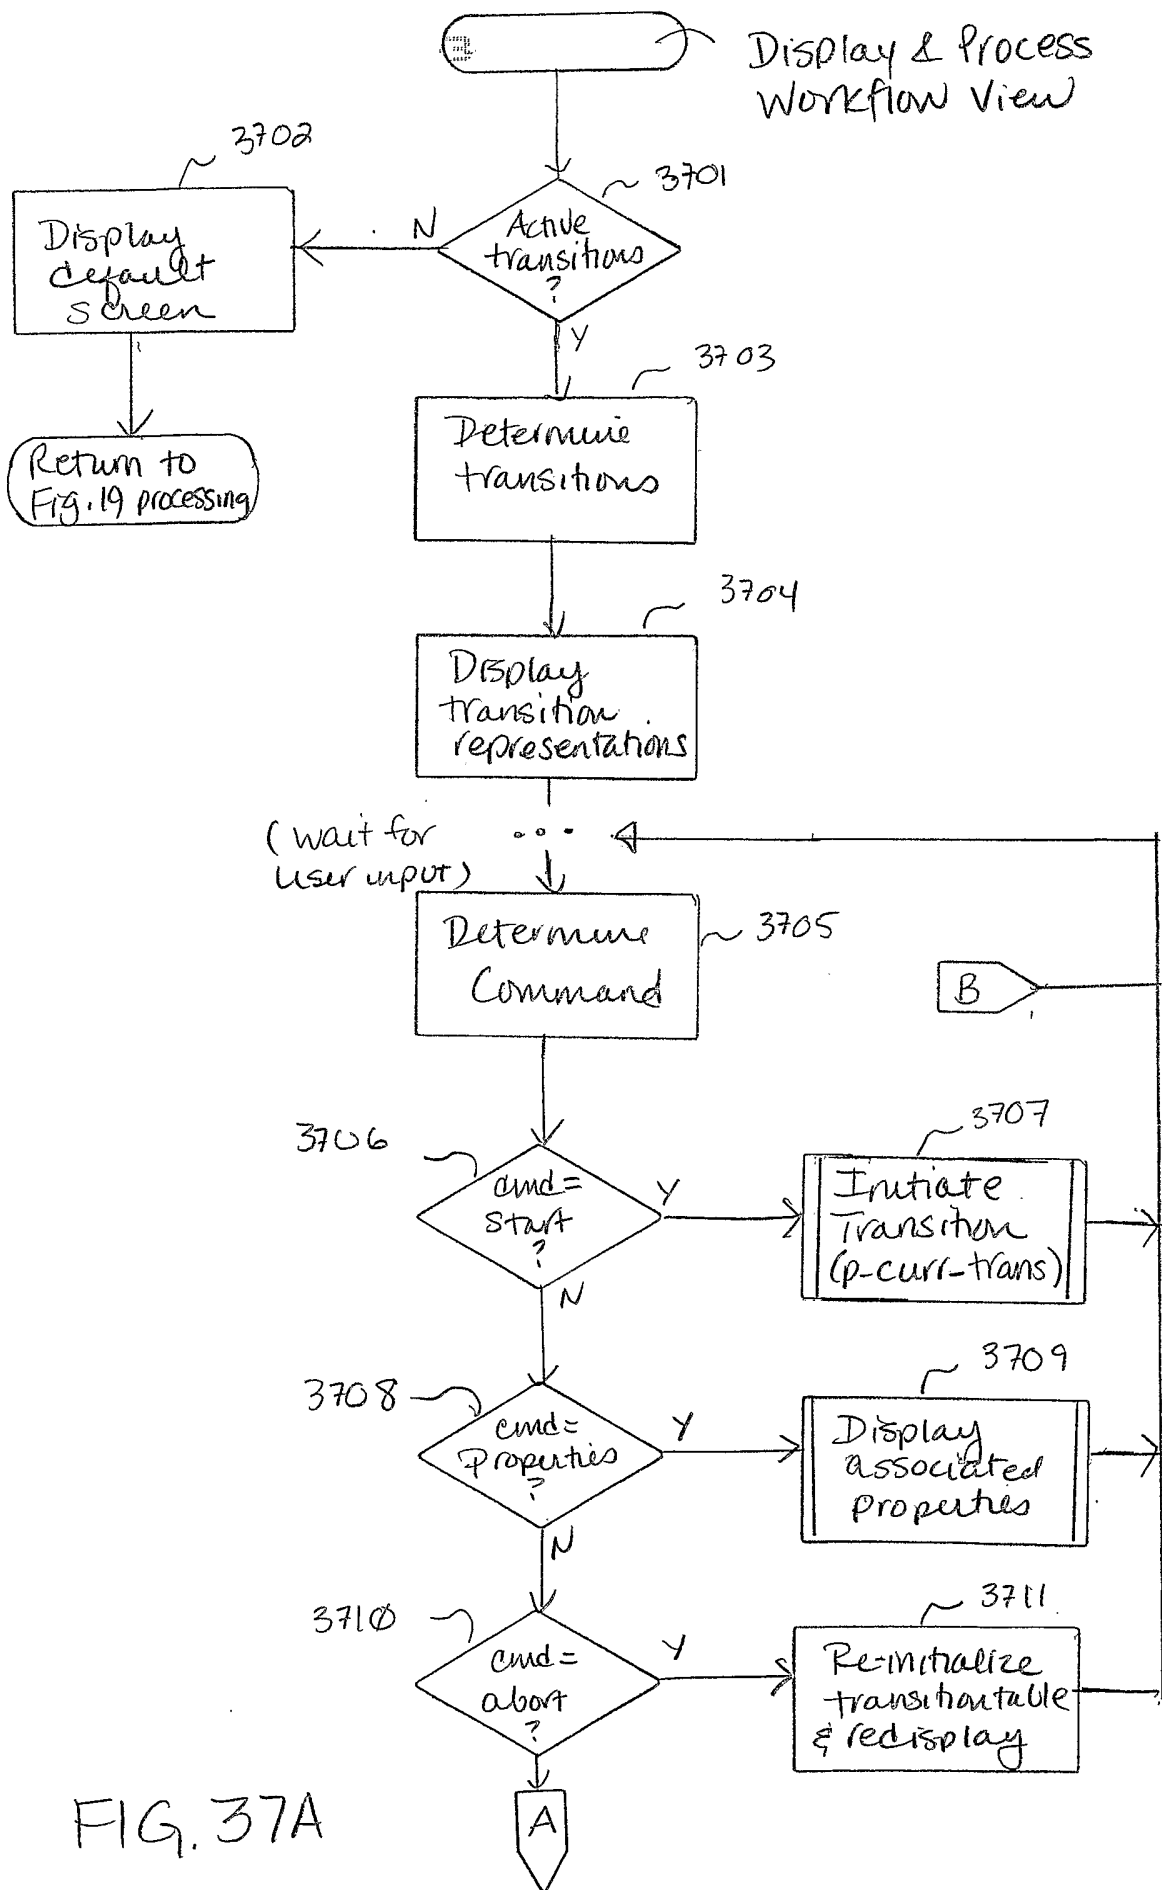 Display & Process
Workflow View
3702
3701
Display
default
screen
N
Active
transitions
?
Y
3703
Return to
Fig. 19 processing
Determine
transitions
3704
Display
transition
representations
(wait for
user input)
3705
Determine
Command
B
3706
cmd=
Start
?
Y
N
3707
Initiate
Transition
(p-curr-trans)
3708
cmd=
Properties
?
Y
N
3709
Display
associated
properties
3710
cmd=
abort
?
Y
3711
Re-initialize
transition table
& redisplay
A
FIG. 37A